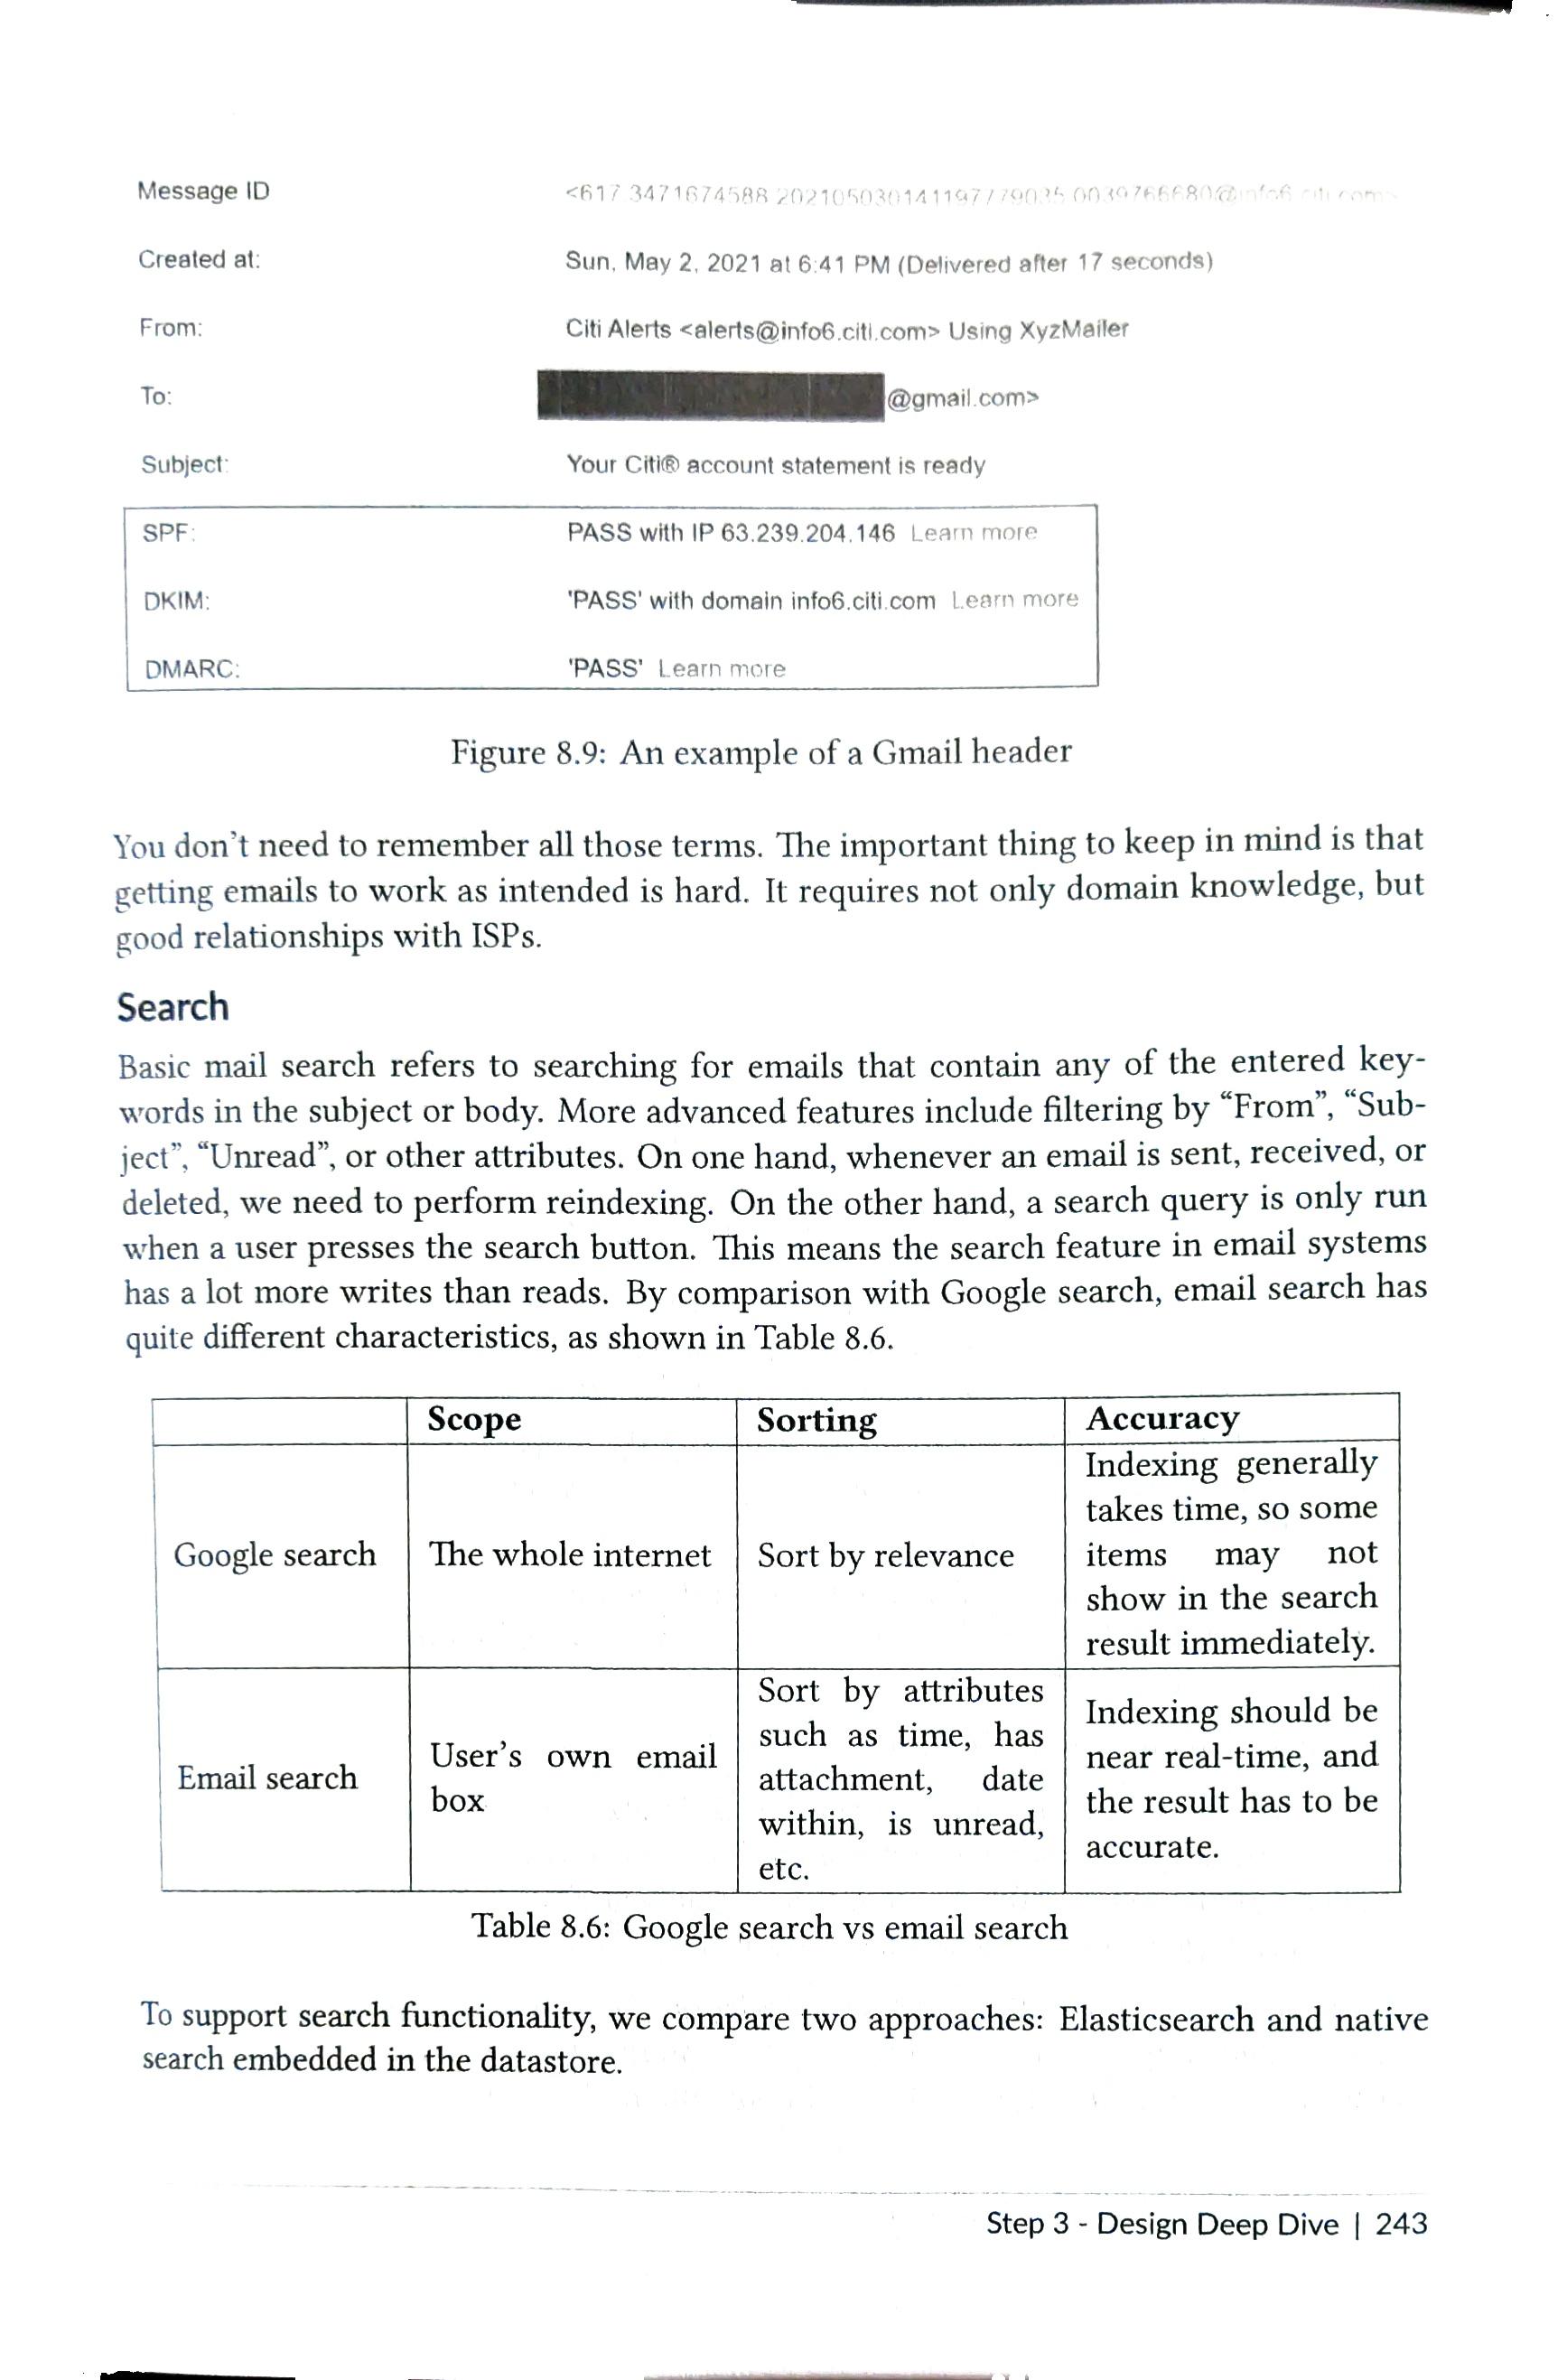 Message ID
Created at: Sun, May 2, 2021 at 6:41 PM (Delivered after 17 seconds)
From: Citi Alerts <alerts@info6.citi.com> Using XyzMailer
To: @gmail.com>
Subject: Your Citi® account statement is ready
SPF: PASS with IP 63.239.204.146 Learn more
DKIM: 'PASS' with domain info6.citi.com Learn more
DMARC: 'PASS' Learn more
Figure 8.9: An example of a Gmail header
You don't need to remember all those terms. The important thing to keep in mind is that
getting emails to work as intended is hard. It requires not only domain knowledge, but
good relationships with ISPs.
Search
Basic mail search refers to searching for emails that contain any of the entered key-
words in the subject or body. More advanced features include filtering by “From”, “Sub-
ject”, “Unread”, or other attributes. On one hand, whenever an email is sent, received, or
deleted, we need to perform reindexing. On the other hand, a search query is only run
when a user presses the search button. This means the search feature in email systems
has a lot more writes than reads. By comparison with Google search, email search has
quite different characteristics, as shown in Table 8.6.
Scope Sorting Accuracy
Google search
The whole internet
Sort by relevance
Indexing generally
takes time, so some
items may not
show in the search
result immediately.
Email search
User's own email
box
Sort by attributes
such as time, has
attachment, date
within, is unread,
etc.
Indexing should be
near real-time, and
the result has to be
accurate.
Table 8.6: Google search vs email search
To support search functionality, we compare two approaches: Elasticsearch and native
search embedded in the datastore.
Step 3 - Design Deep Dive | 243